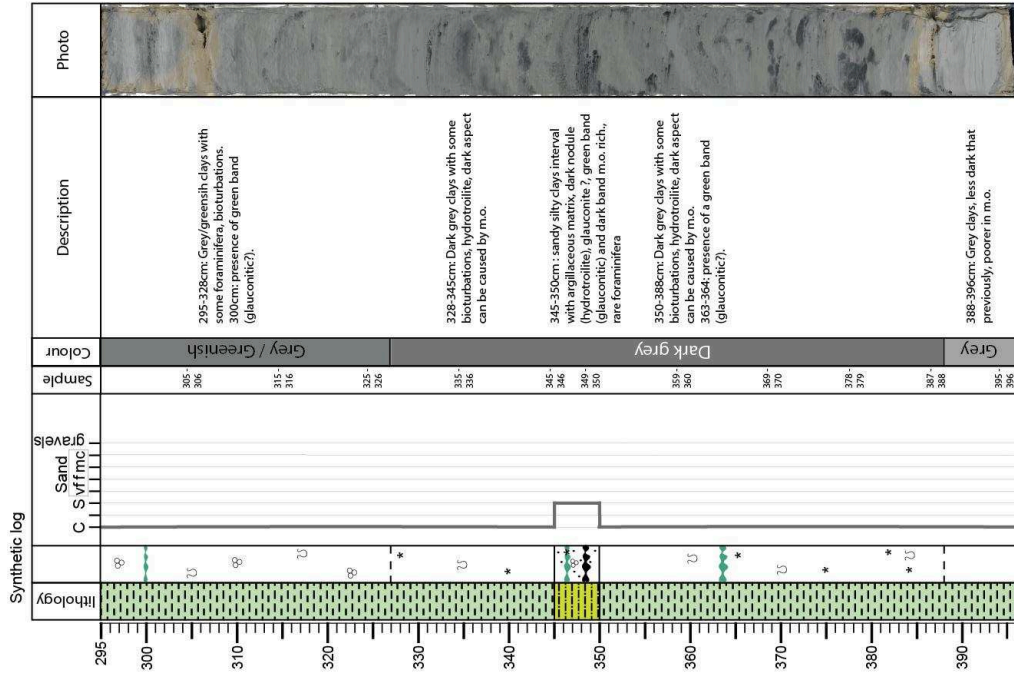 Synthetic log
lithology
C
S
vf
f
m
c
Sand
gravels
Sample
Colour
Description
Photo
295
300
310
320
330
340
350
360
370
380
390
305-
306
315-
316
325-
326
335-
336
345-
346
349-
350
359-
360
369-
370
378-
379
387-
388
395-
396
Grey / Greenish
Dark grey
Grey
295-328cm: Grey/greensih clays with
some foraminifera, bioturbations.
300cm: presence of green band
(glauconitic?).
328-345cm: Dark grey clays with some
bioturbations, hydrotroilite, dark aspect
can be caused by m.o.
345-350cm : sandy silty clays interval
with argillaceous matrix, dark nodule
(hydrotroilite), glauconite ?, green band
(glauconitic) and dark band m.o. rich.,
rare foraminifera
350-388cm: Dark grey clays with some
bioturbations, hydrotroilite, dark aspect
can be caused by m.o.
363-364: presence of a green band
(glauconitic?).
388-396cm: Grey clays, less dark that
previously, poorer in m.o.